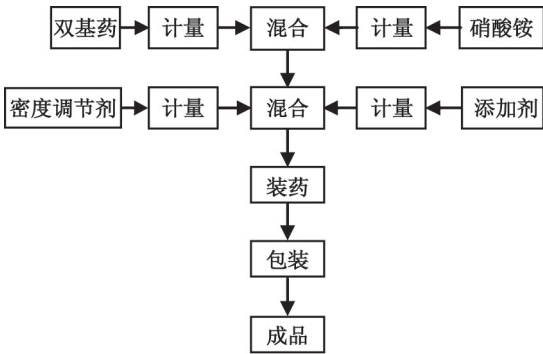 双基药 计量 混合 计量 硝酸铵
密度调节剂 计量 混合 计量 添加剂
装药
包装
成品